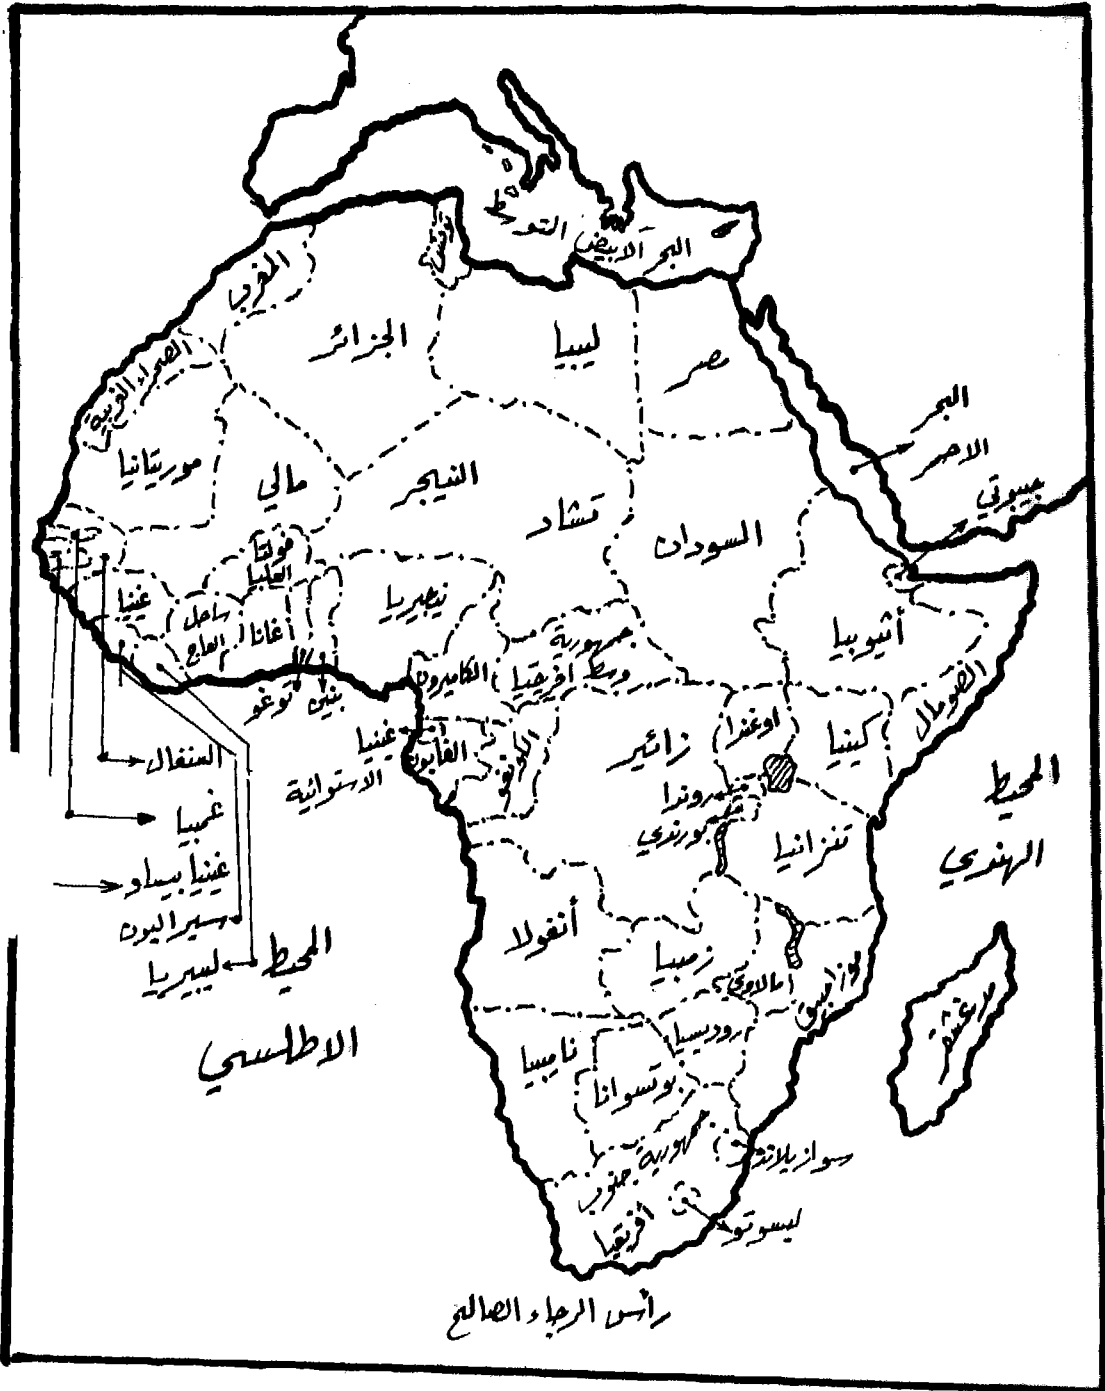 البحر الابيض المتوسط
تونس
المغرب
الجزائر
ليبيا
مصر
الصحراء الغربية
البحر
الاحمر
موريتانيا
مالي
النيجر
تشاد
السودان
جيبوتي
فولتا
العليا
غينيا
ساحل
العاج
غانا
نيجيريا
جمهورية
وسط افريقيا
أثيوبيا
الصومال
الكاميرون
توغو
بنين
غينيا
الاستوائية
الغابون
الكونغو
زائير
اوغندا
كينيا
روندا
بورندي
تنزانيا
المحيط
الهندي
السنغال
غمبيا
غينيا بيساو
سيراليون
ليبيريا
المحيط
الاطلسي
أنغولا
زمبيا
مالاوي
موزامبيق
مدغشقر
ناميبيا
روديسيا
بوتسوانا
جمهورية
جنوب
أفريقيا
سوازيلاند
ليسوتو
رأس الرجاء الصالح